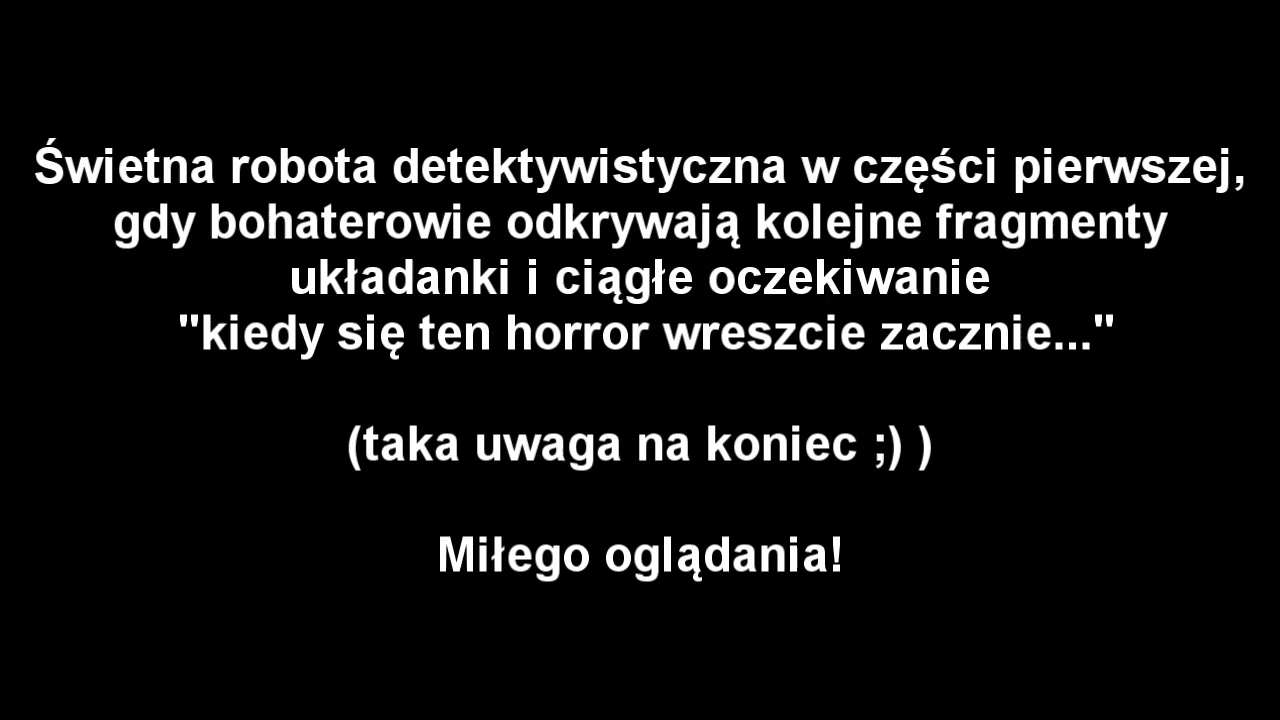 Świetna robota detektywistyczna w części pierwszej,
gdy bohaterowie odkrywają kolejne fragmenty
układanki i ciągłe oczekiwanie
"kiedy się ten horror wreszcie zacznie..."
(taka uwaga na koniec ;) )
Miłego oglądania!